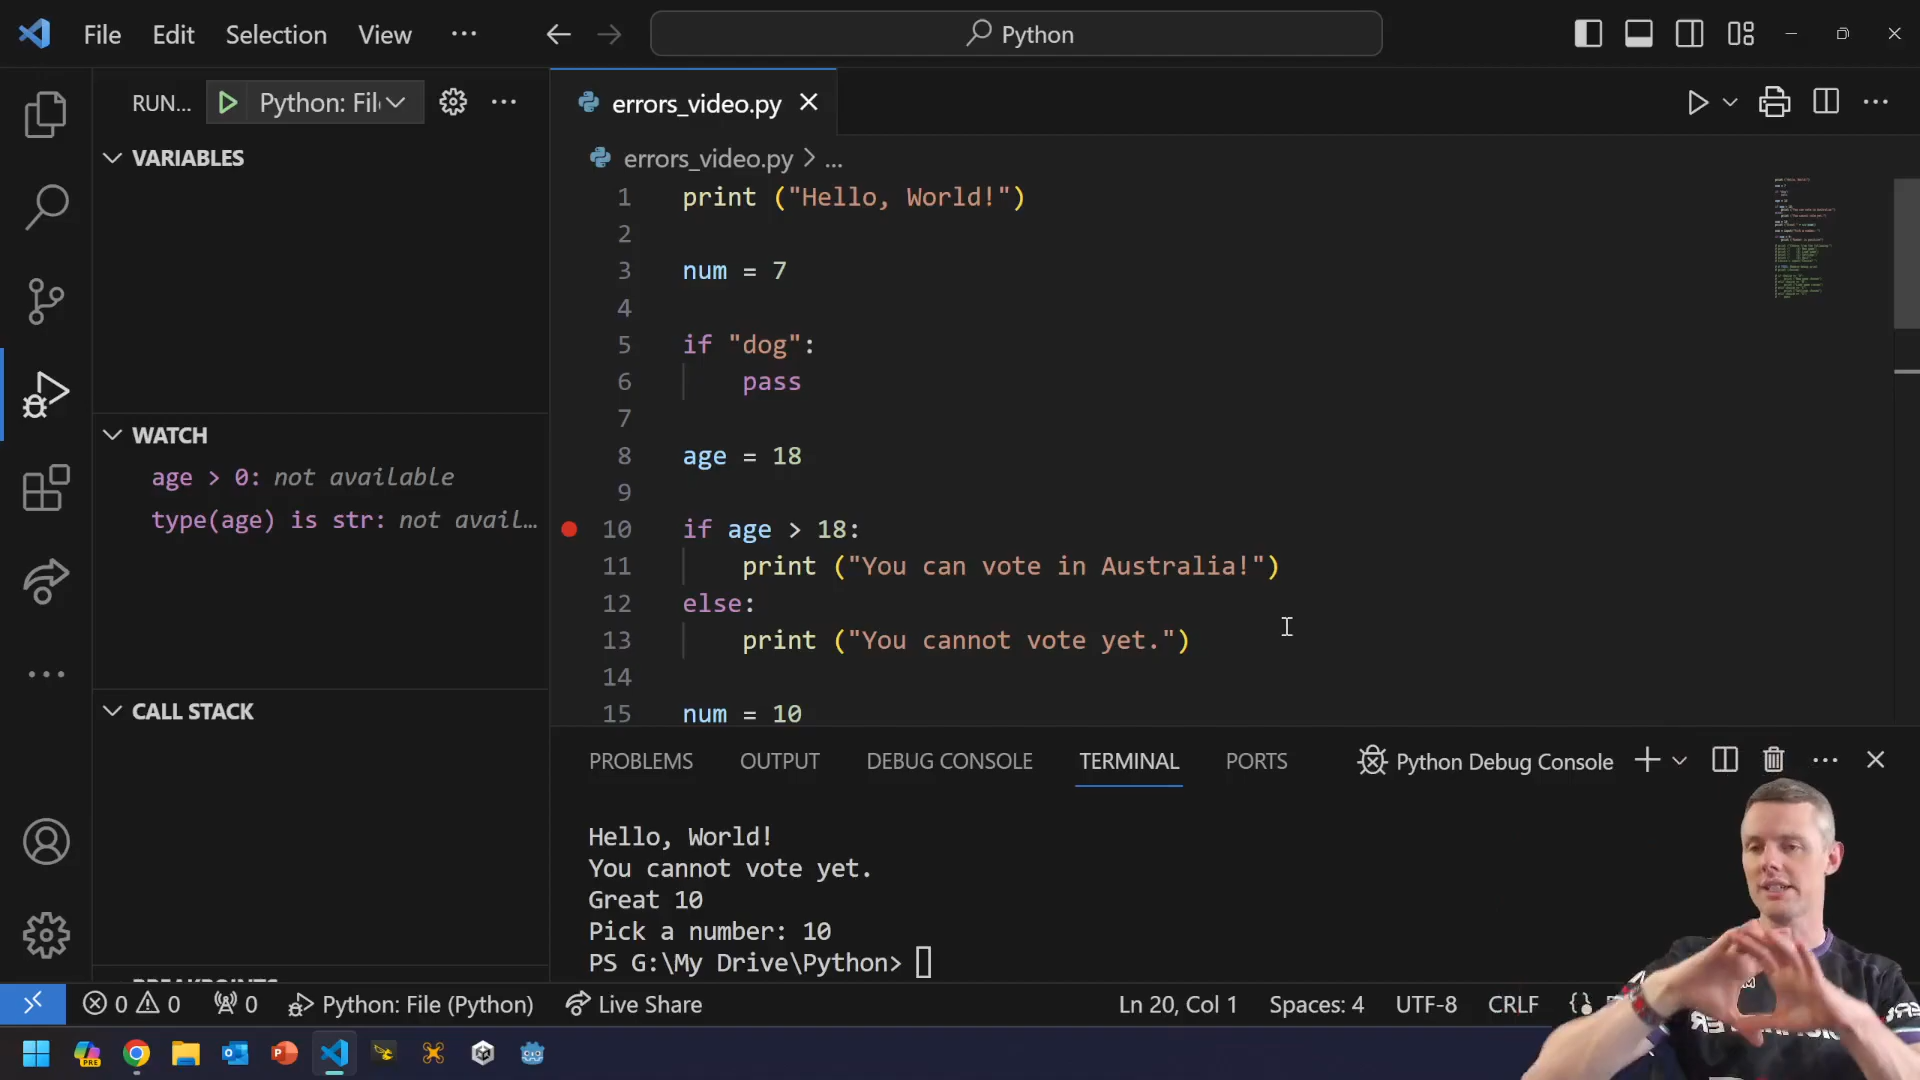 File Edit Selection View ··· Python
RUN... Python: Fil
errors_video.py
errors_video.py > ...
VARIABLES
WATCH
age > 0: not available
type(age) is str: not avail…
CALL STACK
1 print ("Hello, World!")
2
3 num = 7
4
5 if "dog":
6 pass
7
8 age = 18
9
10 if age > 18:
11 print ("You can vote in Australia!")
12 else:
13 print ("You cannot vote yet.")
14
15 num = 10
PROBLEMS OUTPUT DEBUG CONSOLE TERMINAL PORTS Python Debug Console
Hello, World!
You cannot vote yet.
Great 10
Pick a number: 10
PS G:\My Drive\Python>
0 0 0 Python: File (Python) Live Share Ln 20, Col 1 Spaces: 4 UTF-8 CRLF {}
PRE